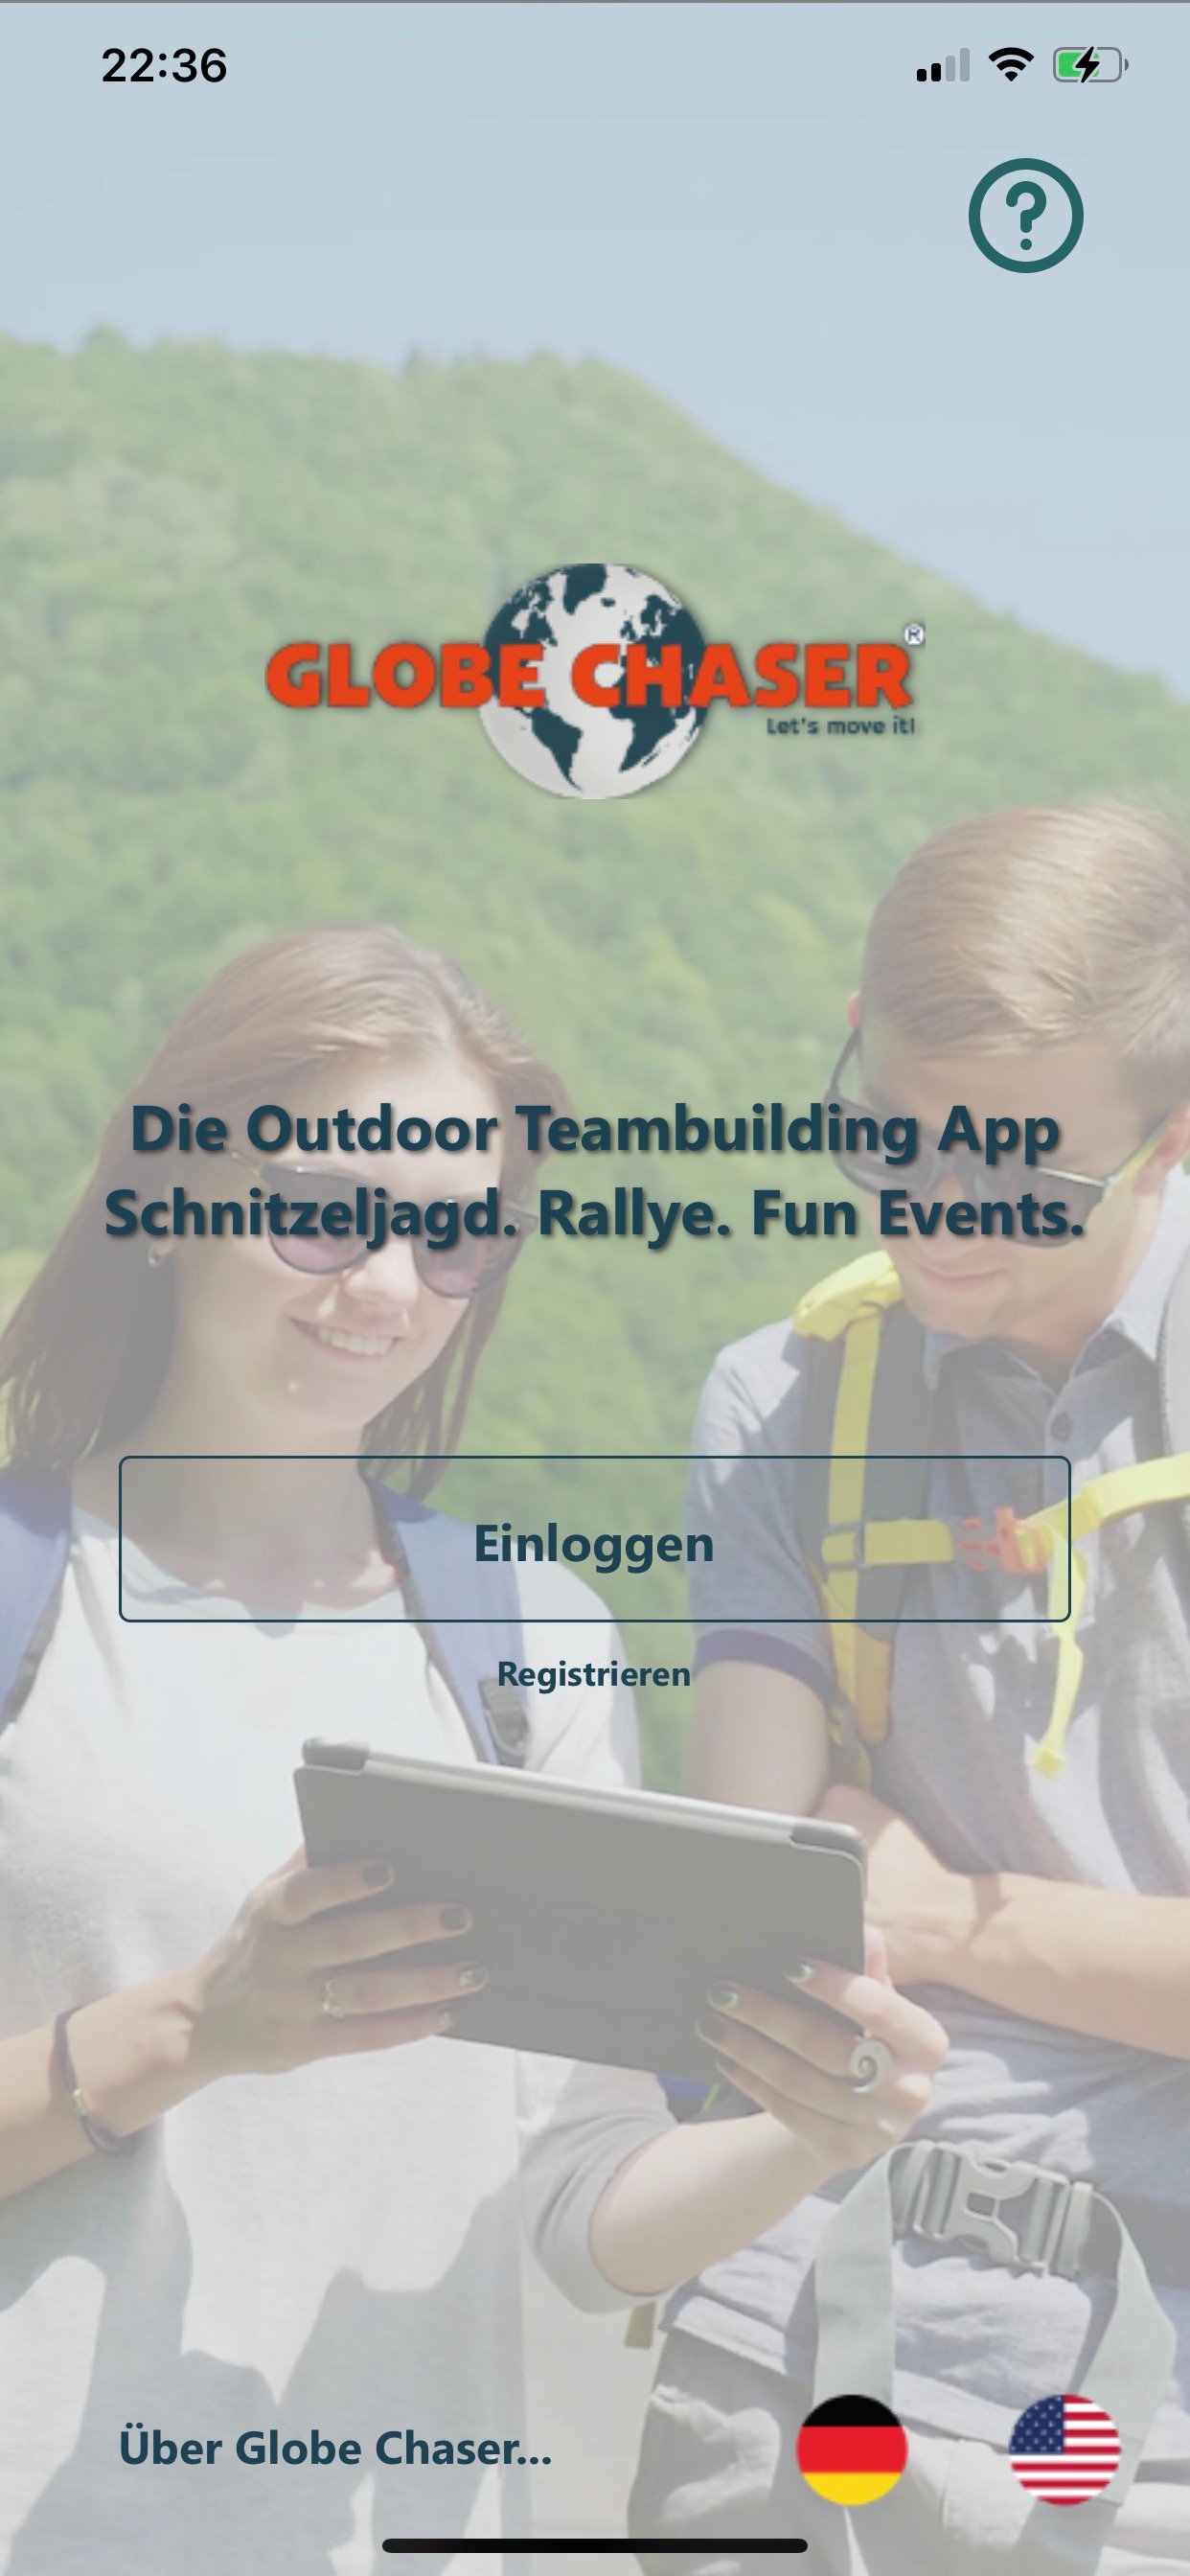 22:36
GLOBE CHASER®
Let's move it!
Die Outdoor Teambuilding App
Schnitzeljagd. Rallye. Fun Events.
Einloggen
Registrieren
Über Globe Chaser...